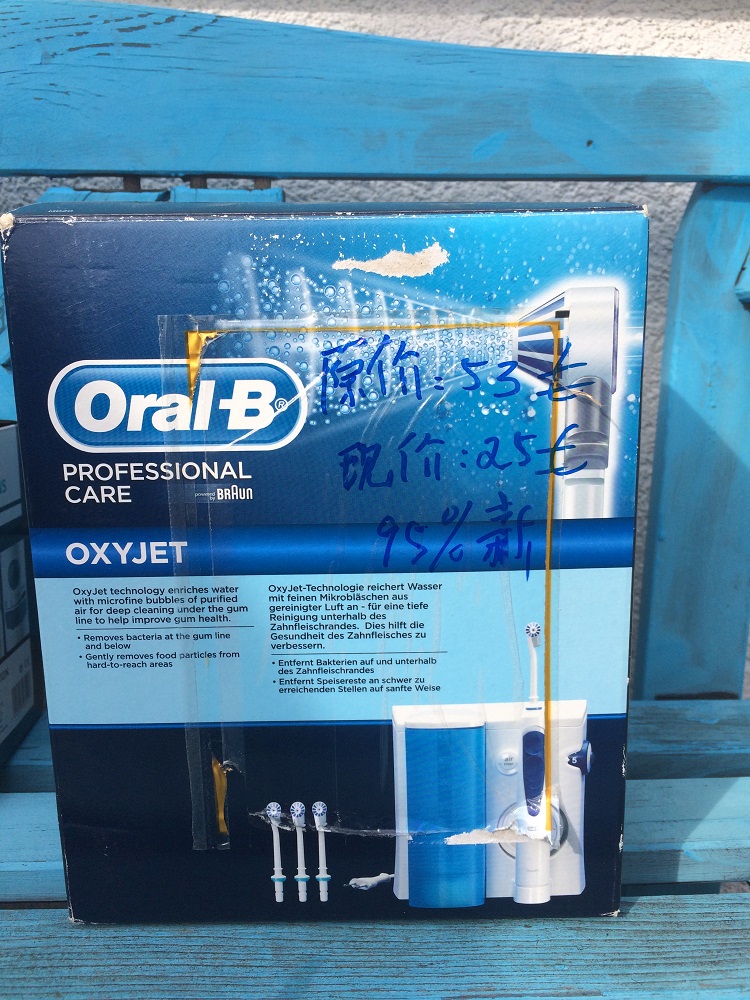 Oral-B®
PROFESSIONAL
CARE
powered by BRAUN
原价: 53 €
现价: 25 €
95% 新
OXYJET
OxyJet technology enriches water
with microfine bubbles of purified
air for deep cleaning under the gum
line to help improve gum health.
• Removes bacteria at the gum line
and below
• Gently removes food particles from
hard-to-reach areas
OxyJet-Technologie reichert Wasser
mit feinen Mikrobläschen aus
gereinigter Luft an - für eine tiefe
Reinigung unterhalb des
Zahnfleischrandes. Dies hilft die
Gesundheit des Zahnfleisches zu
verbessern.
• Entfernt Bakterien auf und unterhalb
des Zahnfleischrandes
• Entfernt Speisereste an schwer zu
erreichenden Stellen auf sanfte Weise
air
5